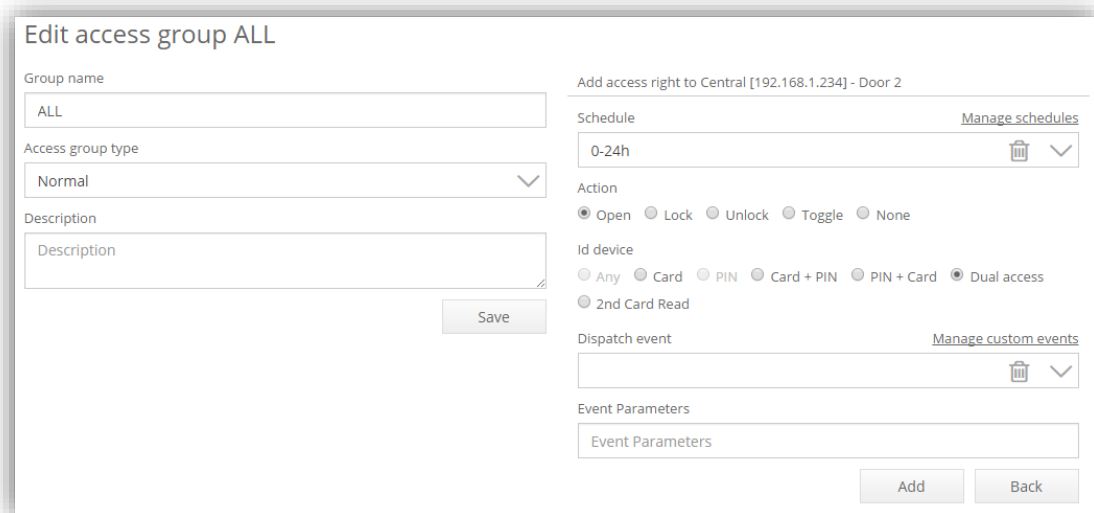 Edit access group ALL
Group name
ALL
Access group type
Normal
Description
Description
Save
Add access right to Central [192.168.1.234] - Door 2
Schedule Manage schedules
0-24h
Action
Open Lock Unlock Toggle None
Id device
Any Card PIN Card + PIN PIN + Card Dual access
2nd Card Read
Dispatch event Manage custom events
Event Parameters
Event Parameters
Add Back